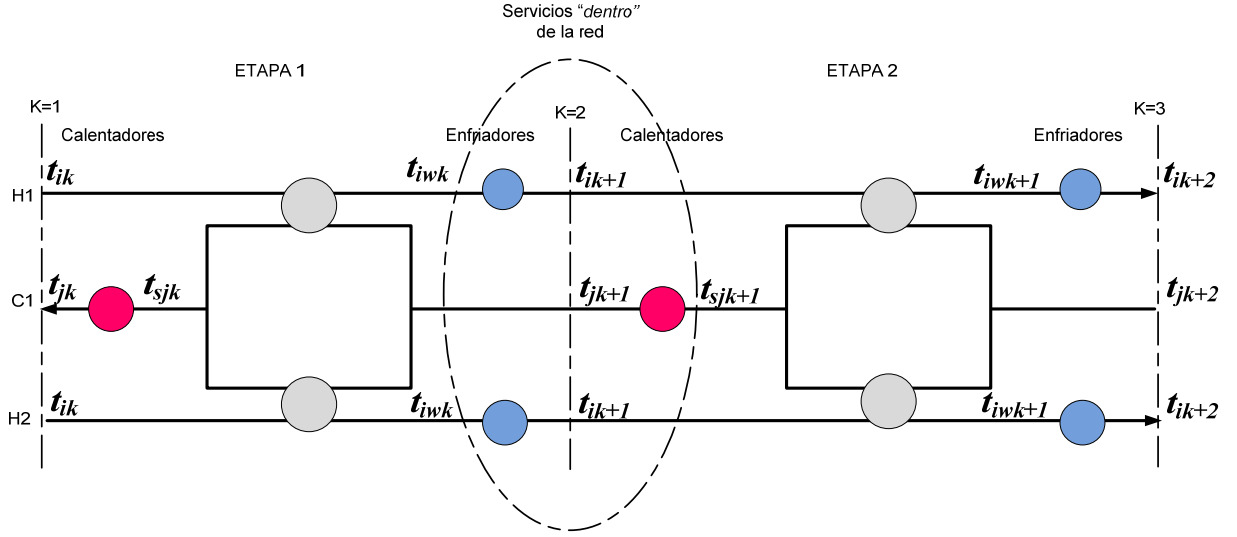 Servicios “dentro”
de la red
ETAPA 1
ETAPA 2
K=1
K=2
K=3
Calentadores
Enfriadores
Calentadores
Enfriadores
H1
tik
tiwk
tik+1
tiwk+1
tik+2
C1
tjk
tsjk
tjk+1
tsjk+1
tjk+2
H2
tik
tiwk
tik+1
tiwk+1
tik+2